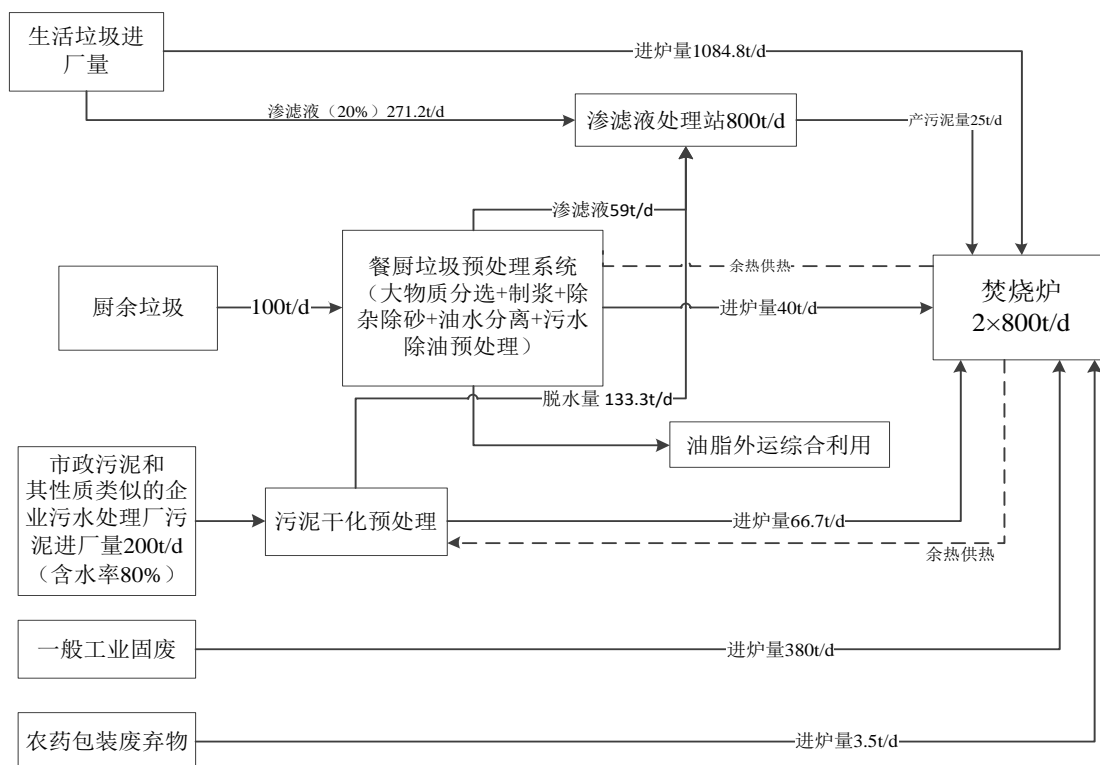 生活垃圾进
厂量
进炉量1084.8t/d
渗滤液（20%）271.2t/d
渗滤液处理站800t/d
产污泥量25t/d
渗滤液59t/d
厨余垃圾
100t/d
餐厨垃圾预处理系统
（大物质分选+制浆+除
杂除砂+油水分离+污水
除油预处理）
余热供热
进炉量40t/d
焚烧炉
2×800t/d
脱水量 133.3t/d
油脂外运综合利用
市政污泥和
其性质类似的企
业污水处理厂污
泥进厂量200t/d
（含水率80%）
污泥干化预处理
进炉量66.7t/d
余热供热
一般工业固废
进炉量380t/d
农药包装废弃物
进炉量3.5t/d